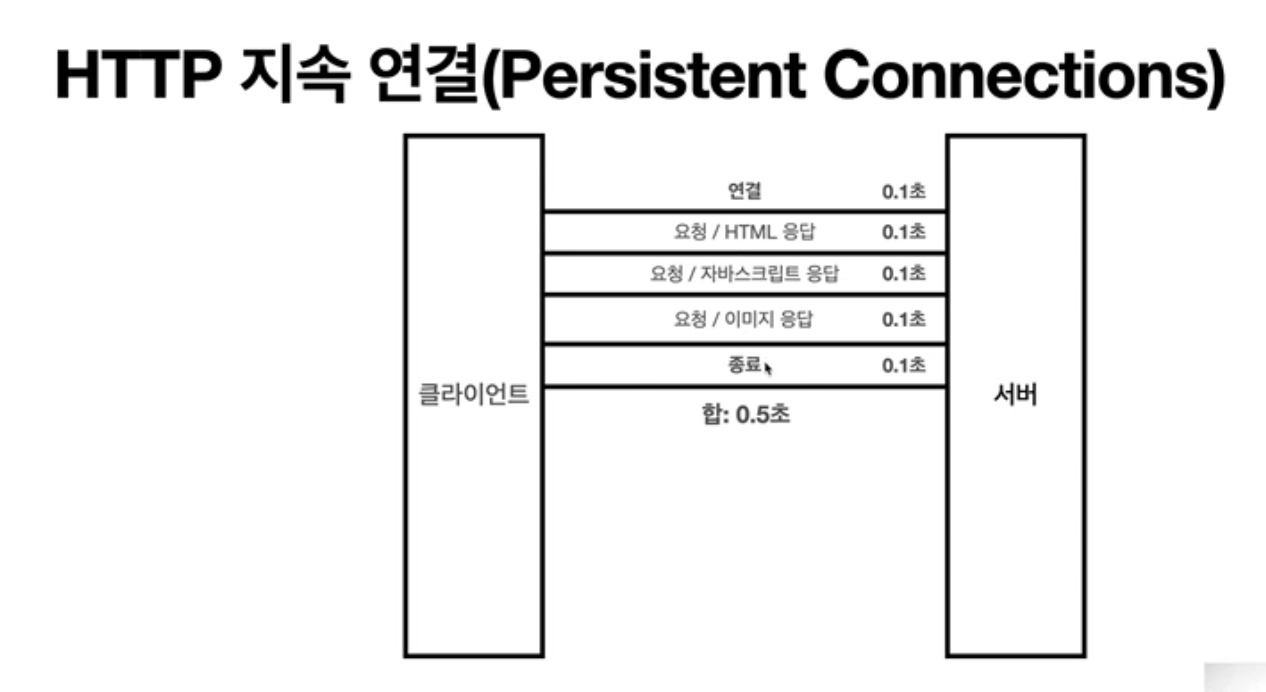 HTTP 지속 연결(Persistent Connections)
연결 0.1초
요청 / HTML 응답 0.1초
요청 / 자바스크립트 응답 0.1초
요청 / 이미지 응답 0.1초
종료 0.1초
클라이언트
서버
합: 0.5초